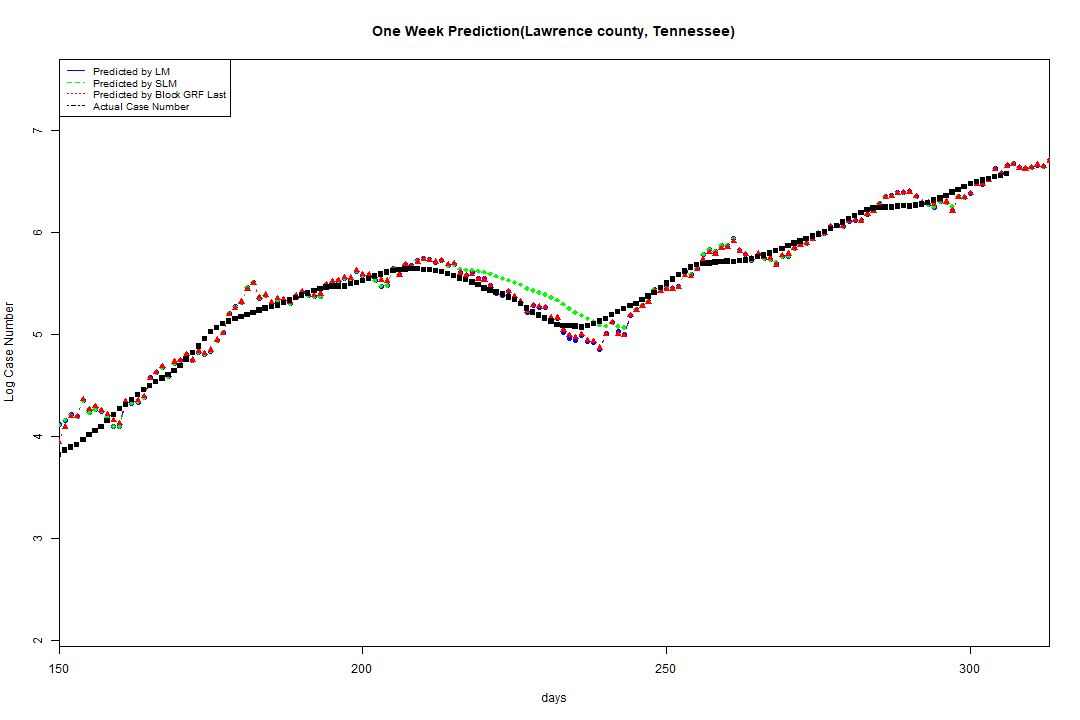 One Week Prediction(Lawrence county, Tennessee)
Predicted by LM
Predicted by SLM
Predicted by Block GRF Last
Actual Case Number
7
6
5
4
3
2
Log Case Number
150 200 250 300
days